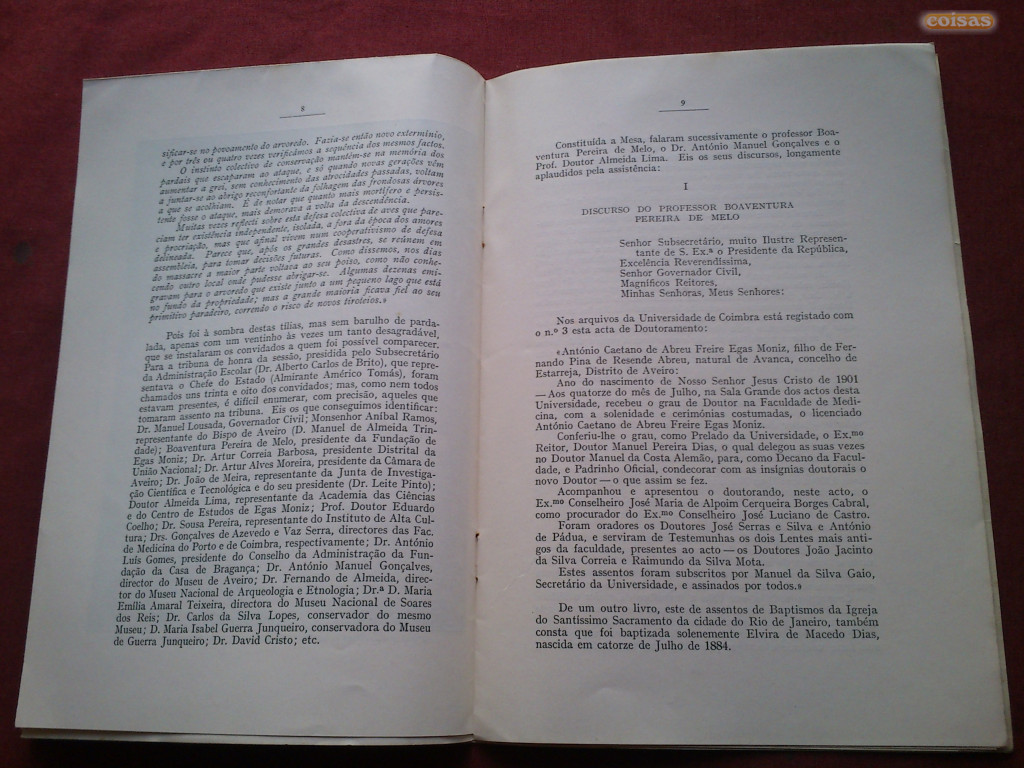 coisas
8
sificar-se no povoamento do arvoredo. Fazia-se então novo extermínio,
e por três ou quatro vezes verificámos a sequência dos mesmos factos.
O instinto colectivo de conservação mantém-se na memória dos
pardais que escaparam ao ataque, e só quando novas gerações vêm
aumentar a grei, sem conhecimento das atrocidades passadas, voltam
a juntar-se ao abrigo reconfortante da folhagem das frondosas árvores
a que se acolhiam. E de notar que quanto mais mortífero e persis-
tente fosse o ataque, mais demorava a volta da descendência.
Muitas vezes reflecti sobre esta defesa colectiva de aves que pare-
ciam ter existência independente, isolada, a fora da época dos amores
e procriação, mas que afinal vivem num cooperativismo de defesa
delineada. Parece que, após os grandes desastres, se reúnem em
assembleia, para tomar decisões futuras. Como dissemos, nos dias
do massacre a maior parte voltava ao seu poiso, como não conhe-
cendo outro local onde pudesse abrigar-se. Algumas dezenas emi-
gravam para o arvoredo que existe junto a um pequeno lago que está
no fundo da propriedade; mas a grande maioria ficava fiel ao seu
primitivo paradeiro, correndo o risco de novos tiroteios.»
Pois foi à sombra destas tílias, mas sem barulho de parda-
lada, apenas com um ventinho às vezes um tanto desagradável,
que se instalaram os convidados a quem foi possível comparecer.
Para a tribuna de honra da sessão, presidida pelo Subsecretário
da Administração Escolar (Dr. Alberto Carlos de Brito), que repre-
sentava o Chefe do Estado (Almirante Américo Tomás), foram
chamados uns trinta e oito dos convidados; mas, como nem todos
estavam presentes, é difícil enumerar, com precisão, aqueles que
tomaram assento na tribuna. Eis os que conseguimos identificar:
Dr. Manuel Lousada, Governador Civil; Monsenhor Aníbal Ramos,
representante do Bispo de Aveiro (D. Manuel de Almeida Trin-
dade); Boaventura Pereira de Melo, presidente da Fundação de
Egas Moniz; Dr. Artur Correia Barbosa, presidente Distrital da
União Nacional; Dr. Artur Alves Moreira, presidente da Câmara de
Aveiro; Dr. João de Meira, representante da Junta de Investiga-
ção Científica e Tecnológica e do seu presidente (Dr. Leite Pinto);
Doutor Almeida Lima, representante da Academia das Ciências
e do Centro de Estudos de Egas Moniz; Prof. Doutor Eduardo
Coelho; Dr. Sousa Pereira, representante do Instituto de Alta Cul-
tura; Drs. Gonçalves de Azevedo e Vaz Serra, directores das Fac.
de Medicina do Porto e de Coimbra, respectivamente; Dr. António
Luís Gomes, presidente do Conselho da Administração da Fun-
dação da Casa de Bragança; Dr. António Manuel Gonçalves,
director do Museu de Aveiro; Dr. Fernando de Almeida, direc-
tor do Museu Nacional de Arqueologia e Etnologia; Dr.ª D. Maria
Emília Amaral Teixeira, directora do Museu Nacional de Soares
dos Reis; Dr. Carlos da Silva Lopes, conservador do mesmo
Museu; D. Maria Isabel Guerra Junqueiro, conservadora do Museu
de Guerra Junqueiro; Dr. David Cristo; etc.
9
Constituída a Mesa, falaram sucessivamente o professor Boa-
ventura Pereira de Melo, o Dr. António Manuel Gonçalves e o
Prof. Doutor Almeida Lima. Eis os seus discursos, longamente
aplaudidos pela assistência:
I
DISCURSO DO PROFESSOR BOAVENTURA
PEREIRA DE MELO
Senhor Subsecretário, muito Ilustre Represen-
tante de S. Ex.ª o Presidente da República,
Excelência Reverendíssima,
Senhor Governador Civil,
Magníficos Reitores,
Minhas Senhoras, Meus Senhores:
Nos arquivos da Universidade de Coimbra está registado com
o n.º 3 esta acta de Doutoramento:
«António Caetano de Abreu Freire Egas Moniz, filho de Fer-
nando Pina de Resende Abreu, natural de Avanca, concelho de
Estarreja, Distrito de Aveiro:
Ano do nascimento de Nosso Senhor Jesus Cristo de 1901
— Aos quatorze do mês de Julho, na Sala Grande dos actos desta
Universidade, recebeu o grau de Doutor na Faculdade de Medi-
cina, com a solenidade e cerimónias costumadas, o licenciado
António Caetano de Abreu Freire Egas Moniz.
Conferiu-lhe o grau, como Prelado da Universidade, o Ex.mo
Reitor, Doutor Manuel Pereira Dias, o qual delegou as suas vezes
no Doutor Manuel da Costa Alemão, para, como Decano da Facul-
dade, e Padrinho Oficial, condecorar com as insígnias doutorais o
novo Doutor — o que assim se fez.
Acompanhou e apresentou o doutorando, neste acto, o
Ex.mo Conselheiro José Maria de Alpoim Cerqueira Borges Cabral,
como procurador do Ex.mo Conselheiro José Luciano de Castro.
Foram oradores os Doutores José Serras e Silva e António
de Pádua, e serviram de Testemunhas os dois Lentes mais anti-
gos da faculdade, presentes ao acto — os Doutores João Jacinto
da Silva Correia e Raimundo da Silva Mota.
Estes assentos foram subscritos por Manuel da Silva Gaio,
Secretário da Universidade, e assinados por todos.»
De um outro livro, este de assentos de Baptismos da Igreja
do Santíssimo Sacramento da cidade do Rio de Janeiro, também
consta que foi baptizada solenemente Elvira de Macedo Dias,
nascida em catorze de Julho de 1884.